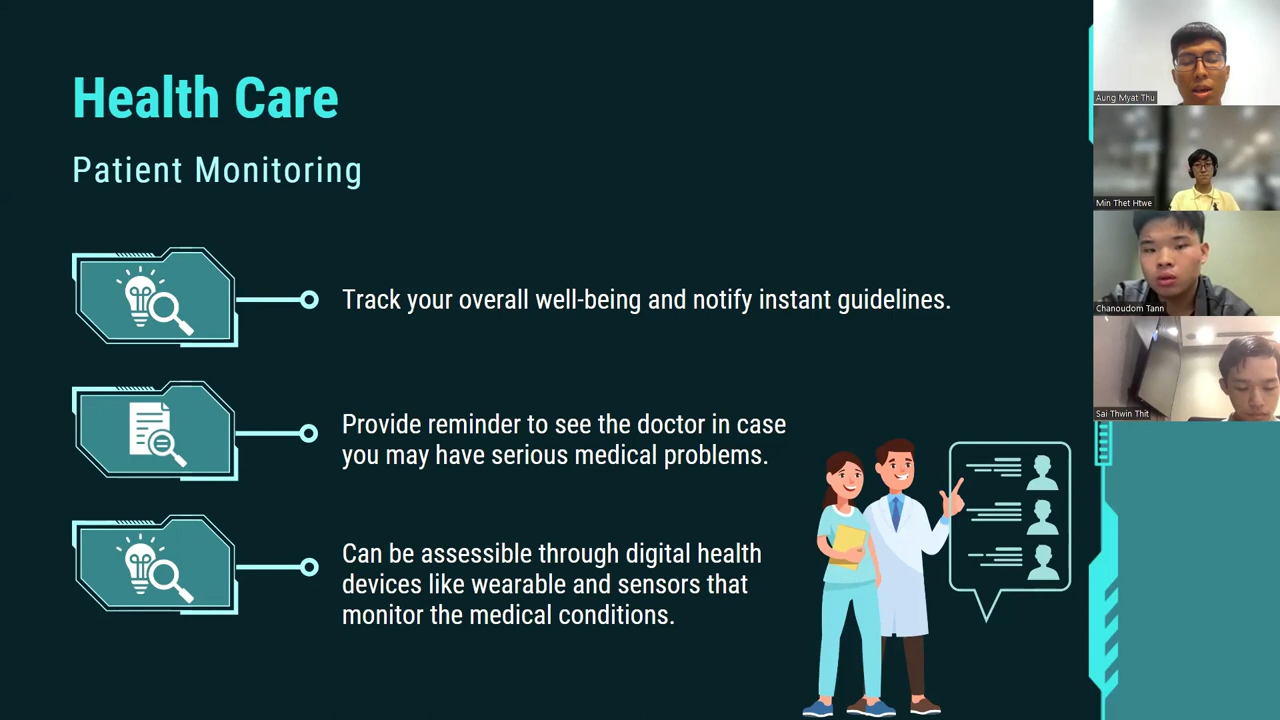 Health Care
Patient Monitoring
Track your overall well-being and notify instant guidelines.
Provide reminder to see the doctor in case
you may have serious medical problems.
Can be assessible through digital health
devices like wearable and sensors that
monitor the medical conditions.
Aung Myat Thu
Min Thet Htwe
Chanoudom Tann
Sai Thwin Thit